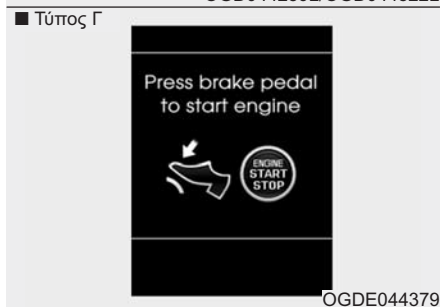 ■ Τύπος Γ
Press brake pedal
to start engine
ENGINE
START
STOP
OGDE044379